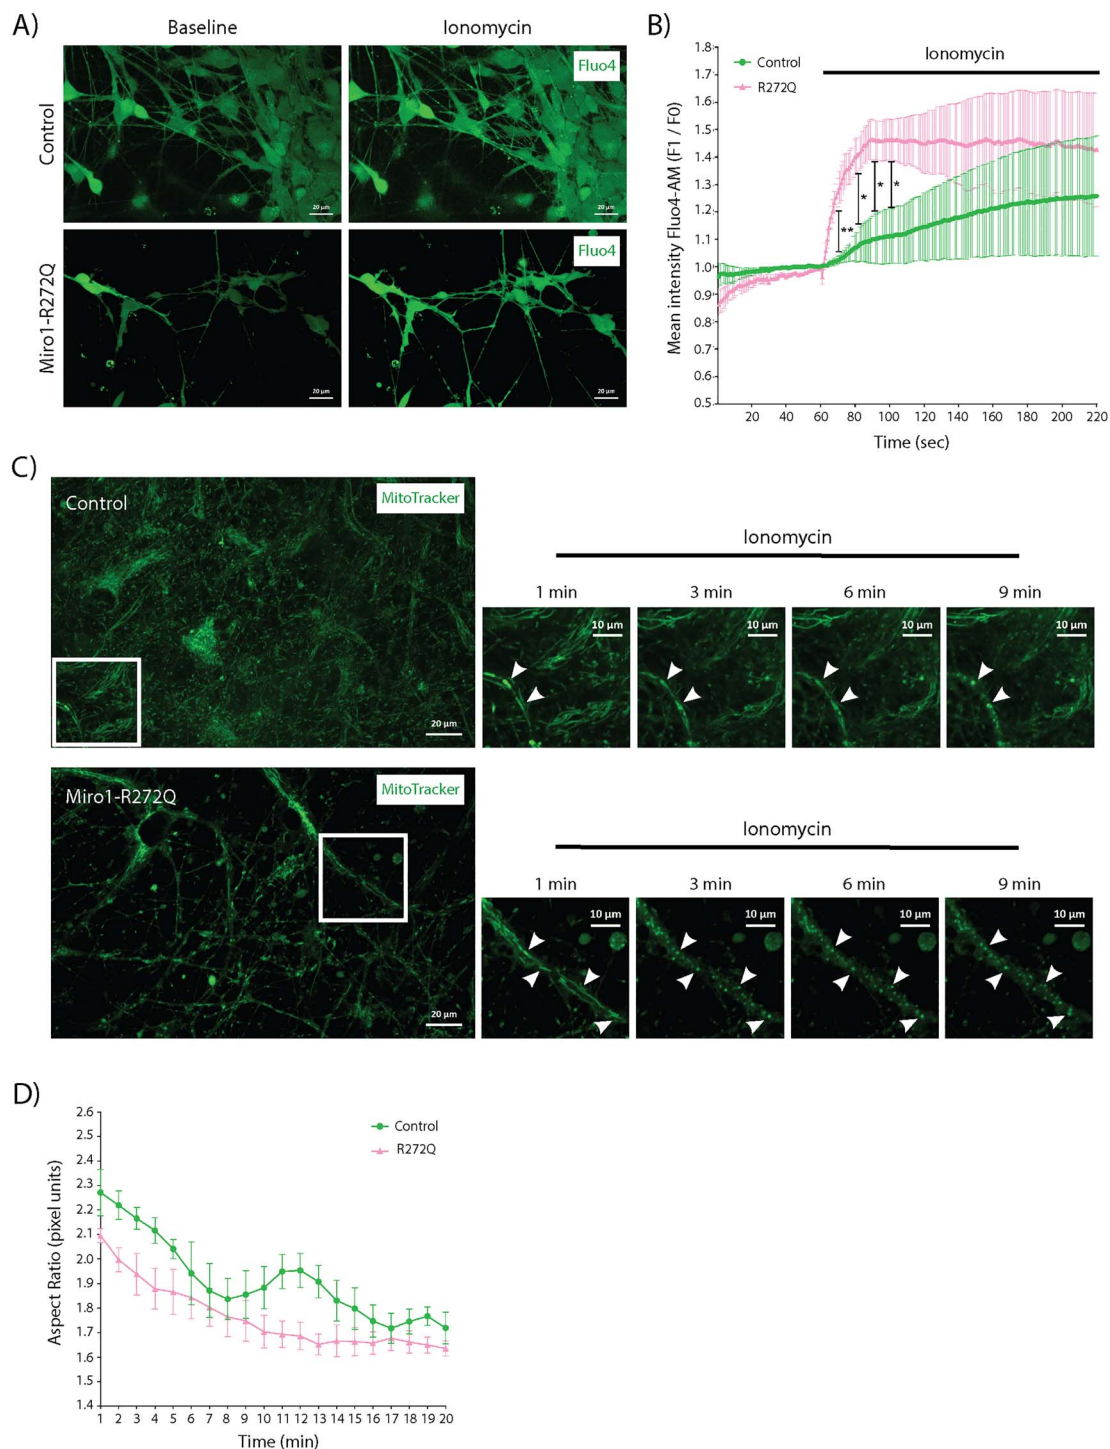 A)
Baseline
Ionomycin
Control
Fluo4
Fluo4
20 µm
20 µm
Miro1-R272Q
Fluo4
Fluo4
20 µm
20 µm
B)
Ionomycin
Control
R272Q
Mean intensity Fluo4-AM (F1 / F0)
1.8
1.7
1.6
1.5
1.4
1.3
1.2
1.1
1.0
0.9
0.8
0.7
0.6
0.5
**
*
*
*
20 40 60 80 100 120 140 160 180 200 220
Time (sec)
C)
Control
MitoTracker
20 µm
Ionomycin
1 min 3 min 6 min 9 min
10 µm 10 µm 10 µm 10 µm
Miro1-R272Q
MitoTracker
20 µm
Ionomycin
1 min 3 min 6 min 9 min
10 µm 10 µm 10 µm 10 µm
D)
Control
R272Q
Aspect Ratio (pixel units)
2.6
2.5
2.4
2.3
2.2
2.1
2.0
1.9
1.8
1.7
1.6
1.5
1.4
1 2 3 4 5 6 7 8 9 10 11 12 13 14 15 16 17 18 19 20
Time (min)